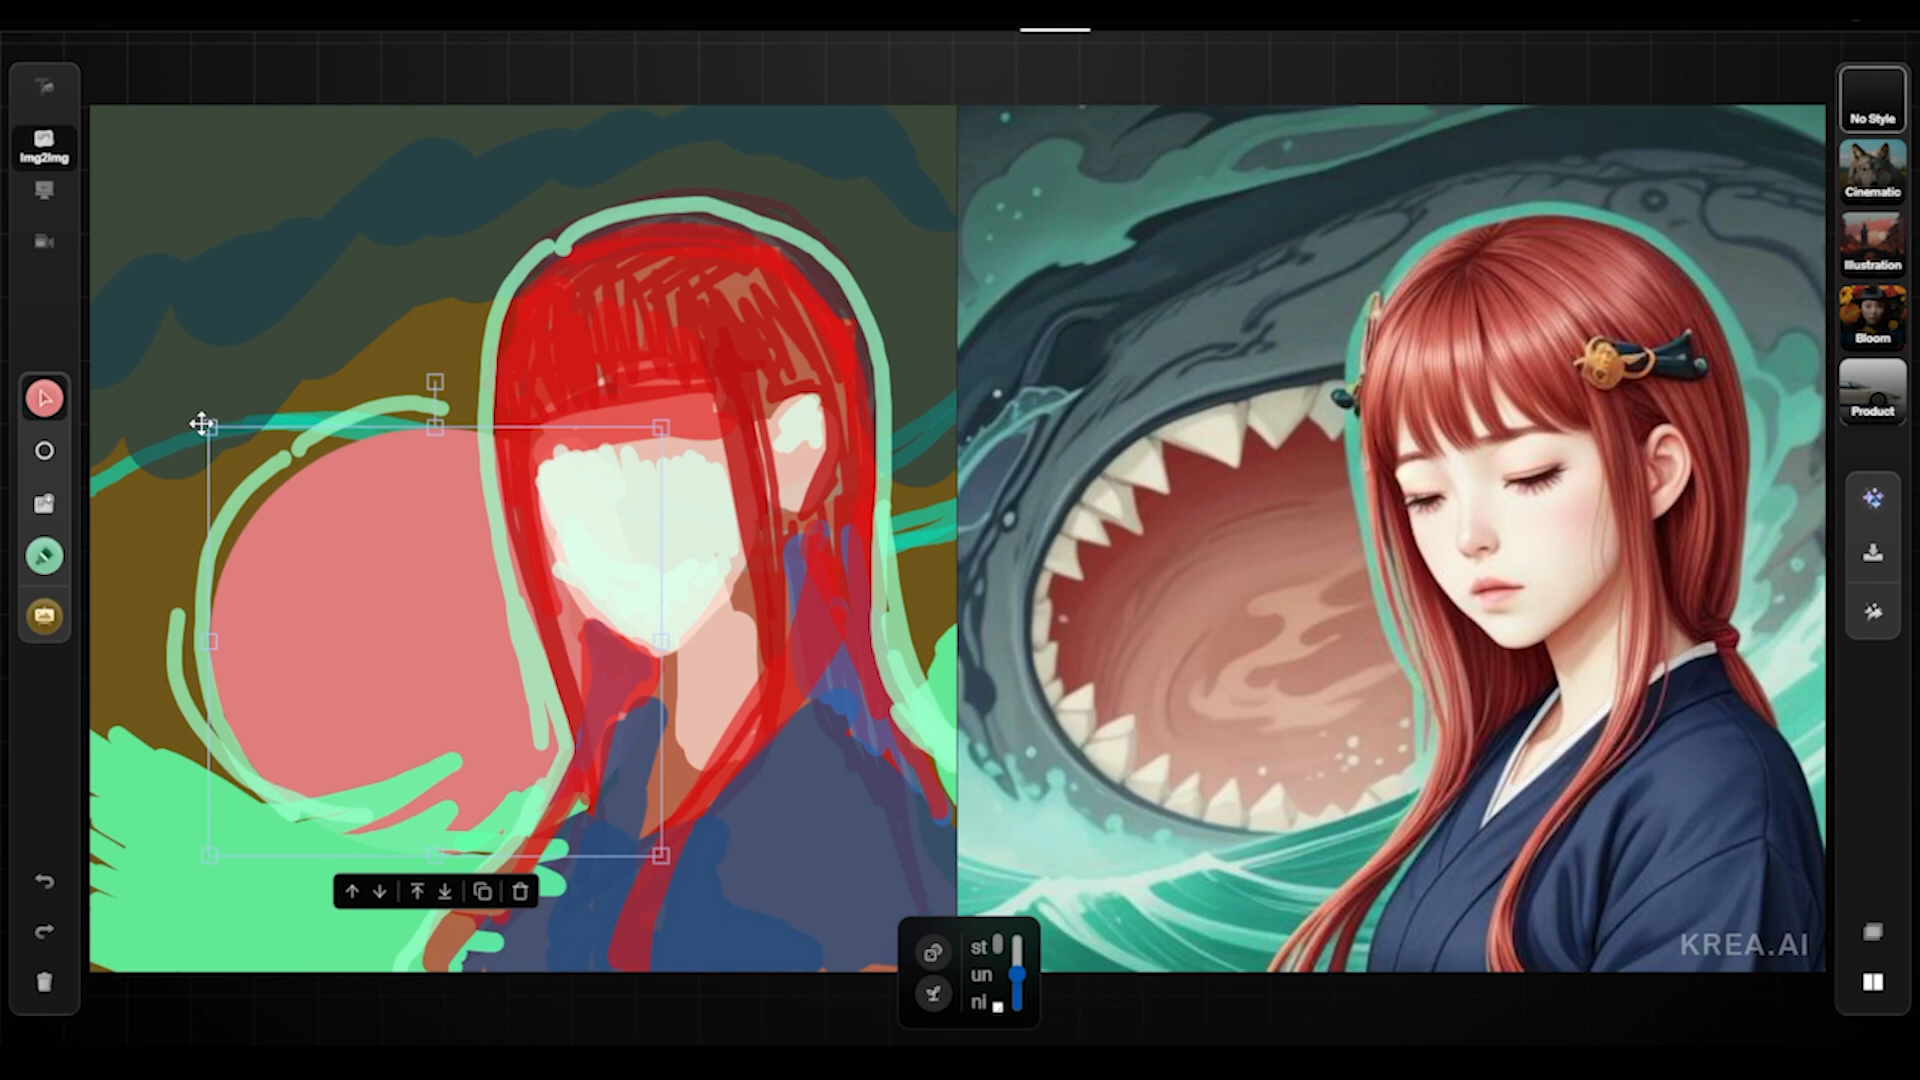 Img2Img
No Style
Cinematic
Illustration
Bloom
Product
st
un
ni
KREA.AI